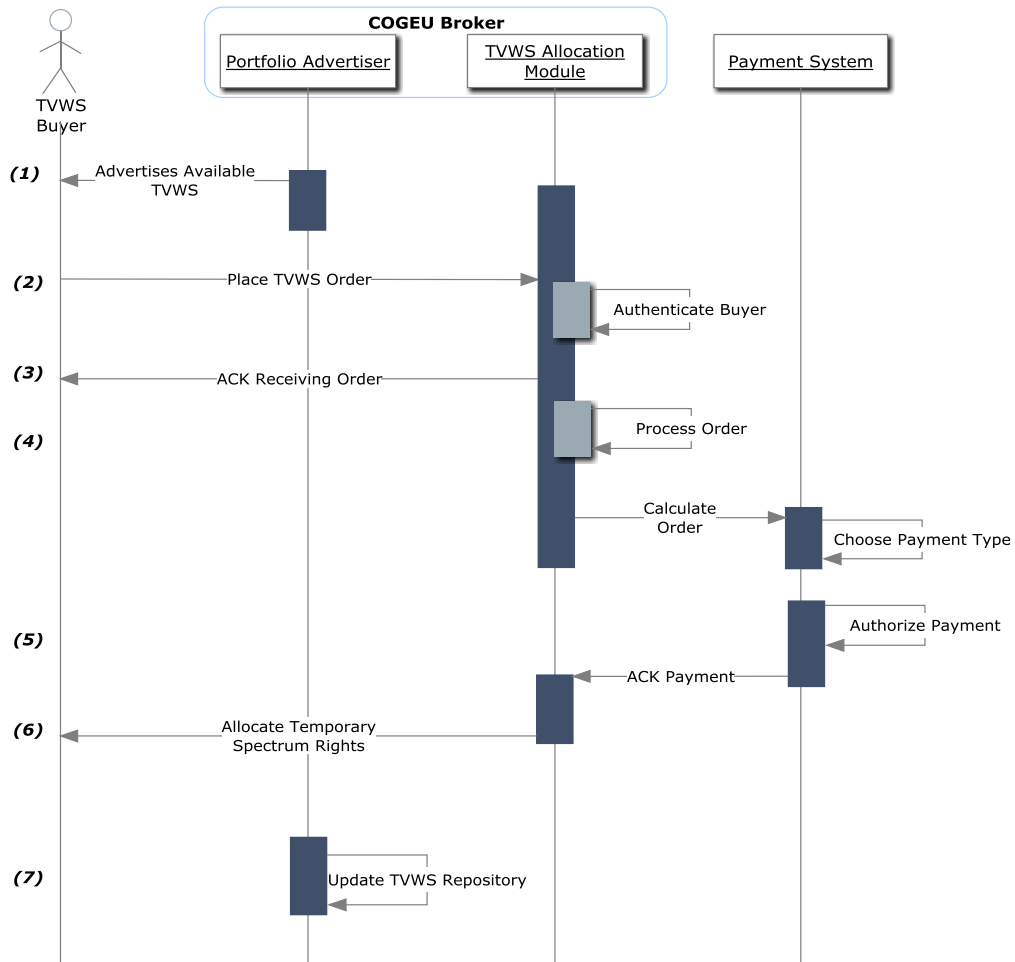 COGEU Broker
Portfolio Advertiser
TVWS Allocation
Module
Payment System
TVWS
Buyer
(1)
Advertises Available
TVWS
(2)
Place TVWS Order
Authenticate Buyer
(3)
ACK Receiving Order
(4)
Process Order
Calculate
Order
Choose Payment Type
(5)
Authorize Payment
ACK Payment
(6)
Allocate Temporary
Spectrum Rights
(7)
Update TVWS Repository